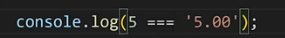 console.log(5 === '5.00');